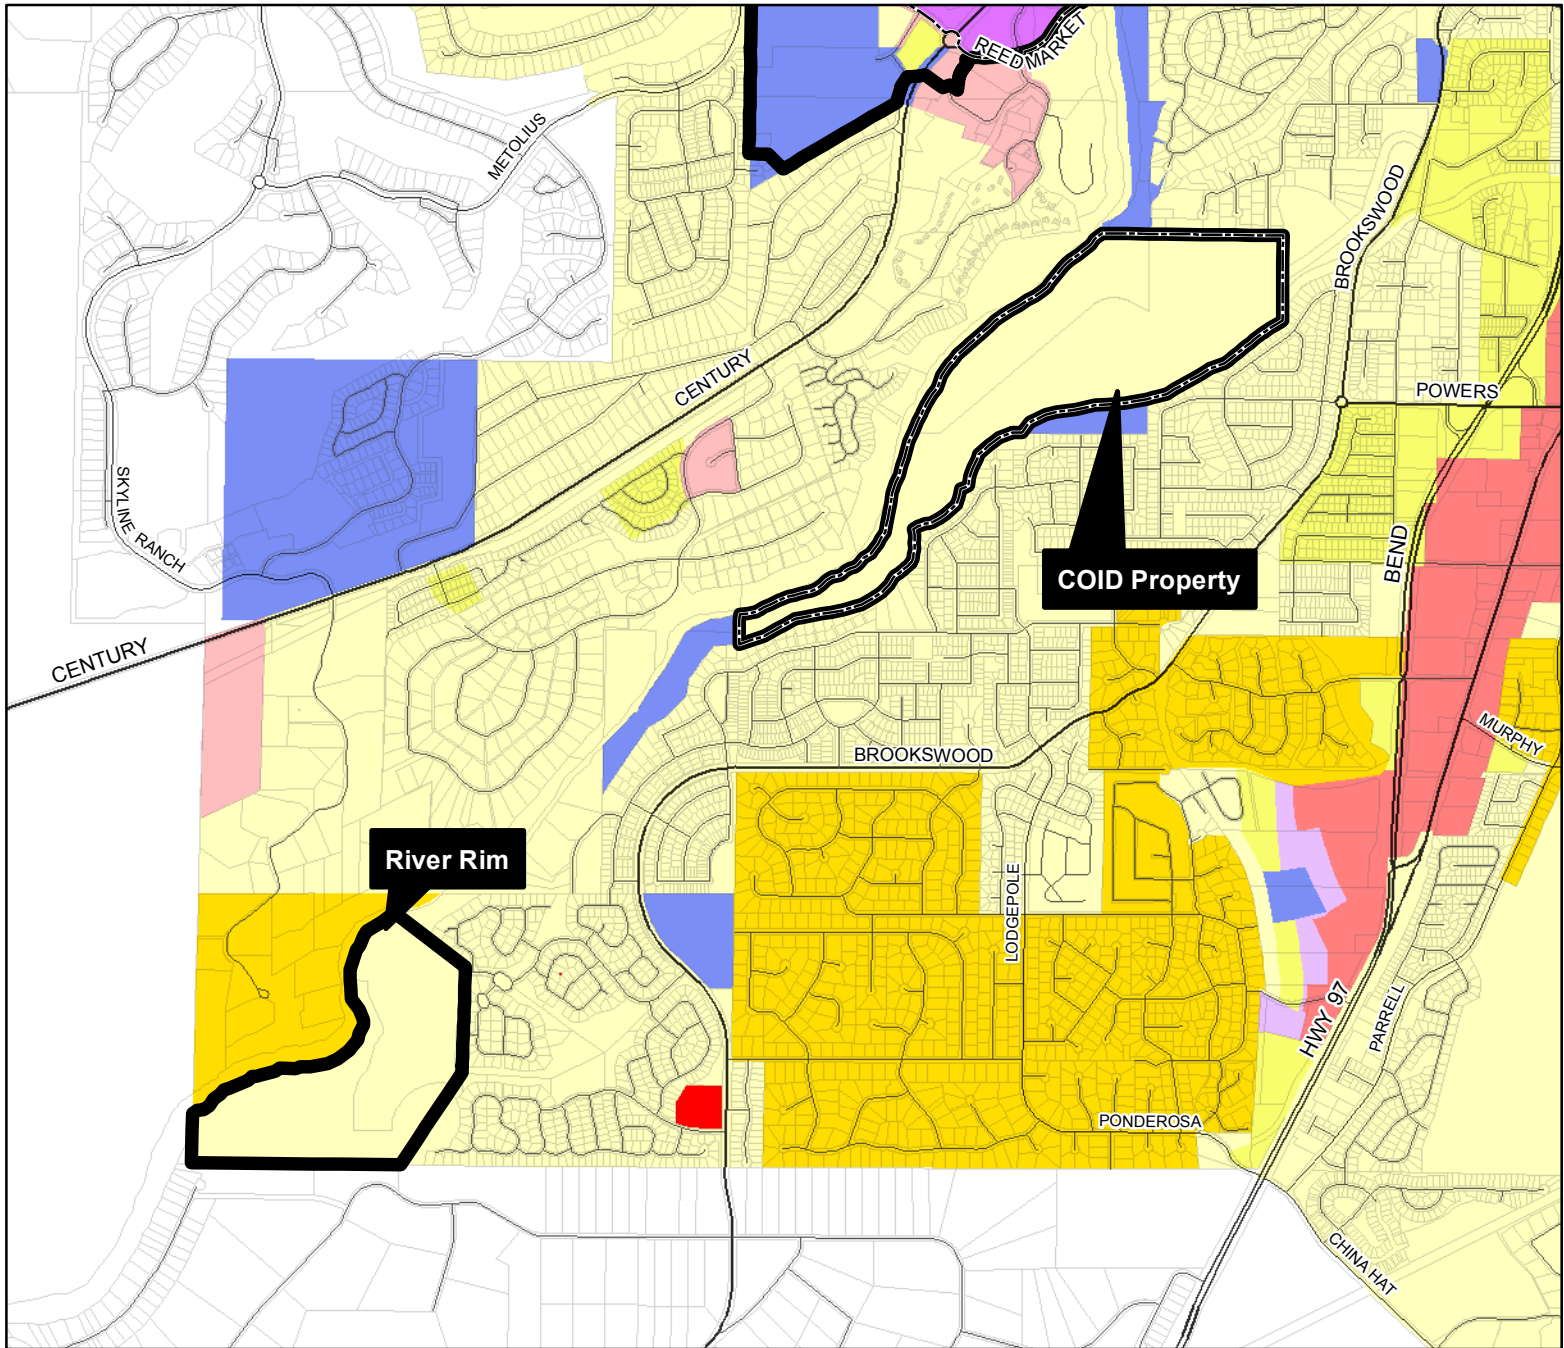 REED MARKET
METOLIUS
BROOKSWOOD
CENTURY
POWERS
SKYLINE RANCH
BEND
COID Property
CENTURY
MURPHY
BROOKSWOOD
River Rim
LODGEPOLE
HWY 97
PARRELL
PONDEROSA
CHINA HAT